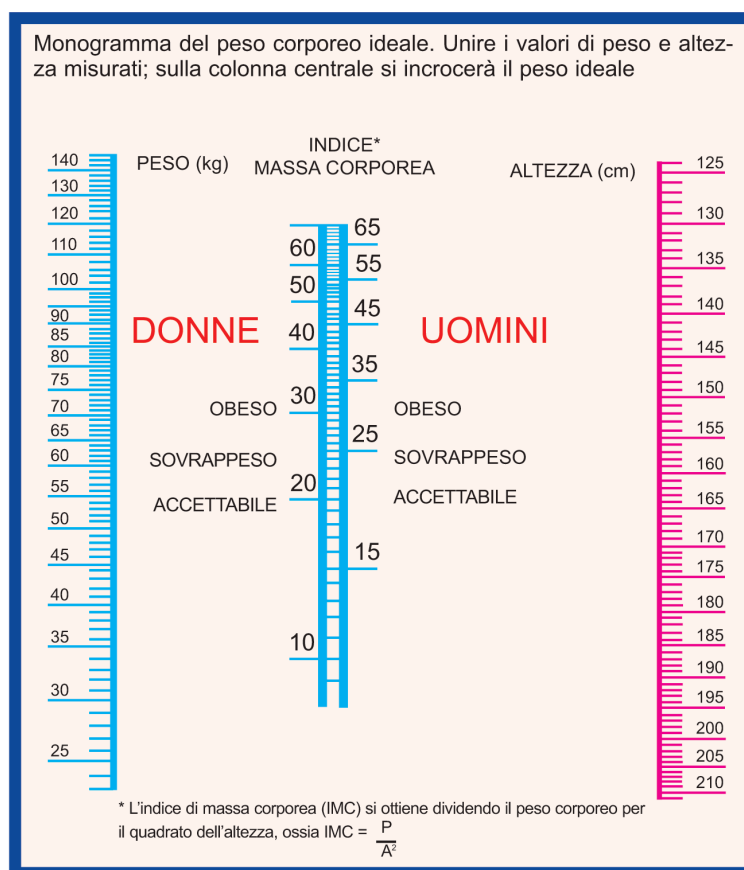 Monogramma del peso corporeo ideale. Unire i valori di peso e altez-
za misurati; sulla colonna centrale si incrocerà il peso ideale
INDICE*
MASSA CORPOREA
PESO (kg)
ALTEZZA (cm)
140
130
120
110
100
90
85
80
75
70
65
60
55
50
45
40
35
30
25
DONNE
OBESO
SOVRAPPESO
ACCETTABILE
60
50
40
30
20
10
65
55
45
35
25
15
UOMINI
OBESO
SOVRAPPESO
ACCETTABILE
125
130
135
140
145
150
155
160
165
170
175
180
185
190
195
200
205
210
* L'indice di massa corporea (IMC) si ottiene dividendo il peso corporeo per
il quadrato dell'altezza, ossia IMC = P
A²